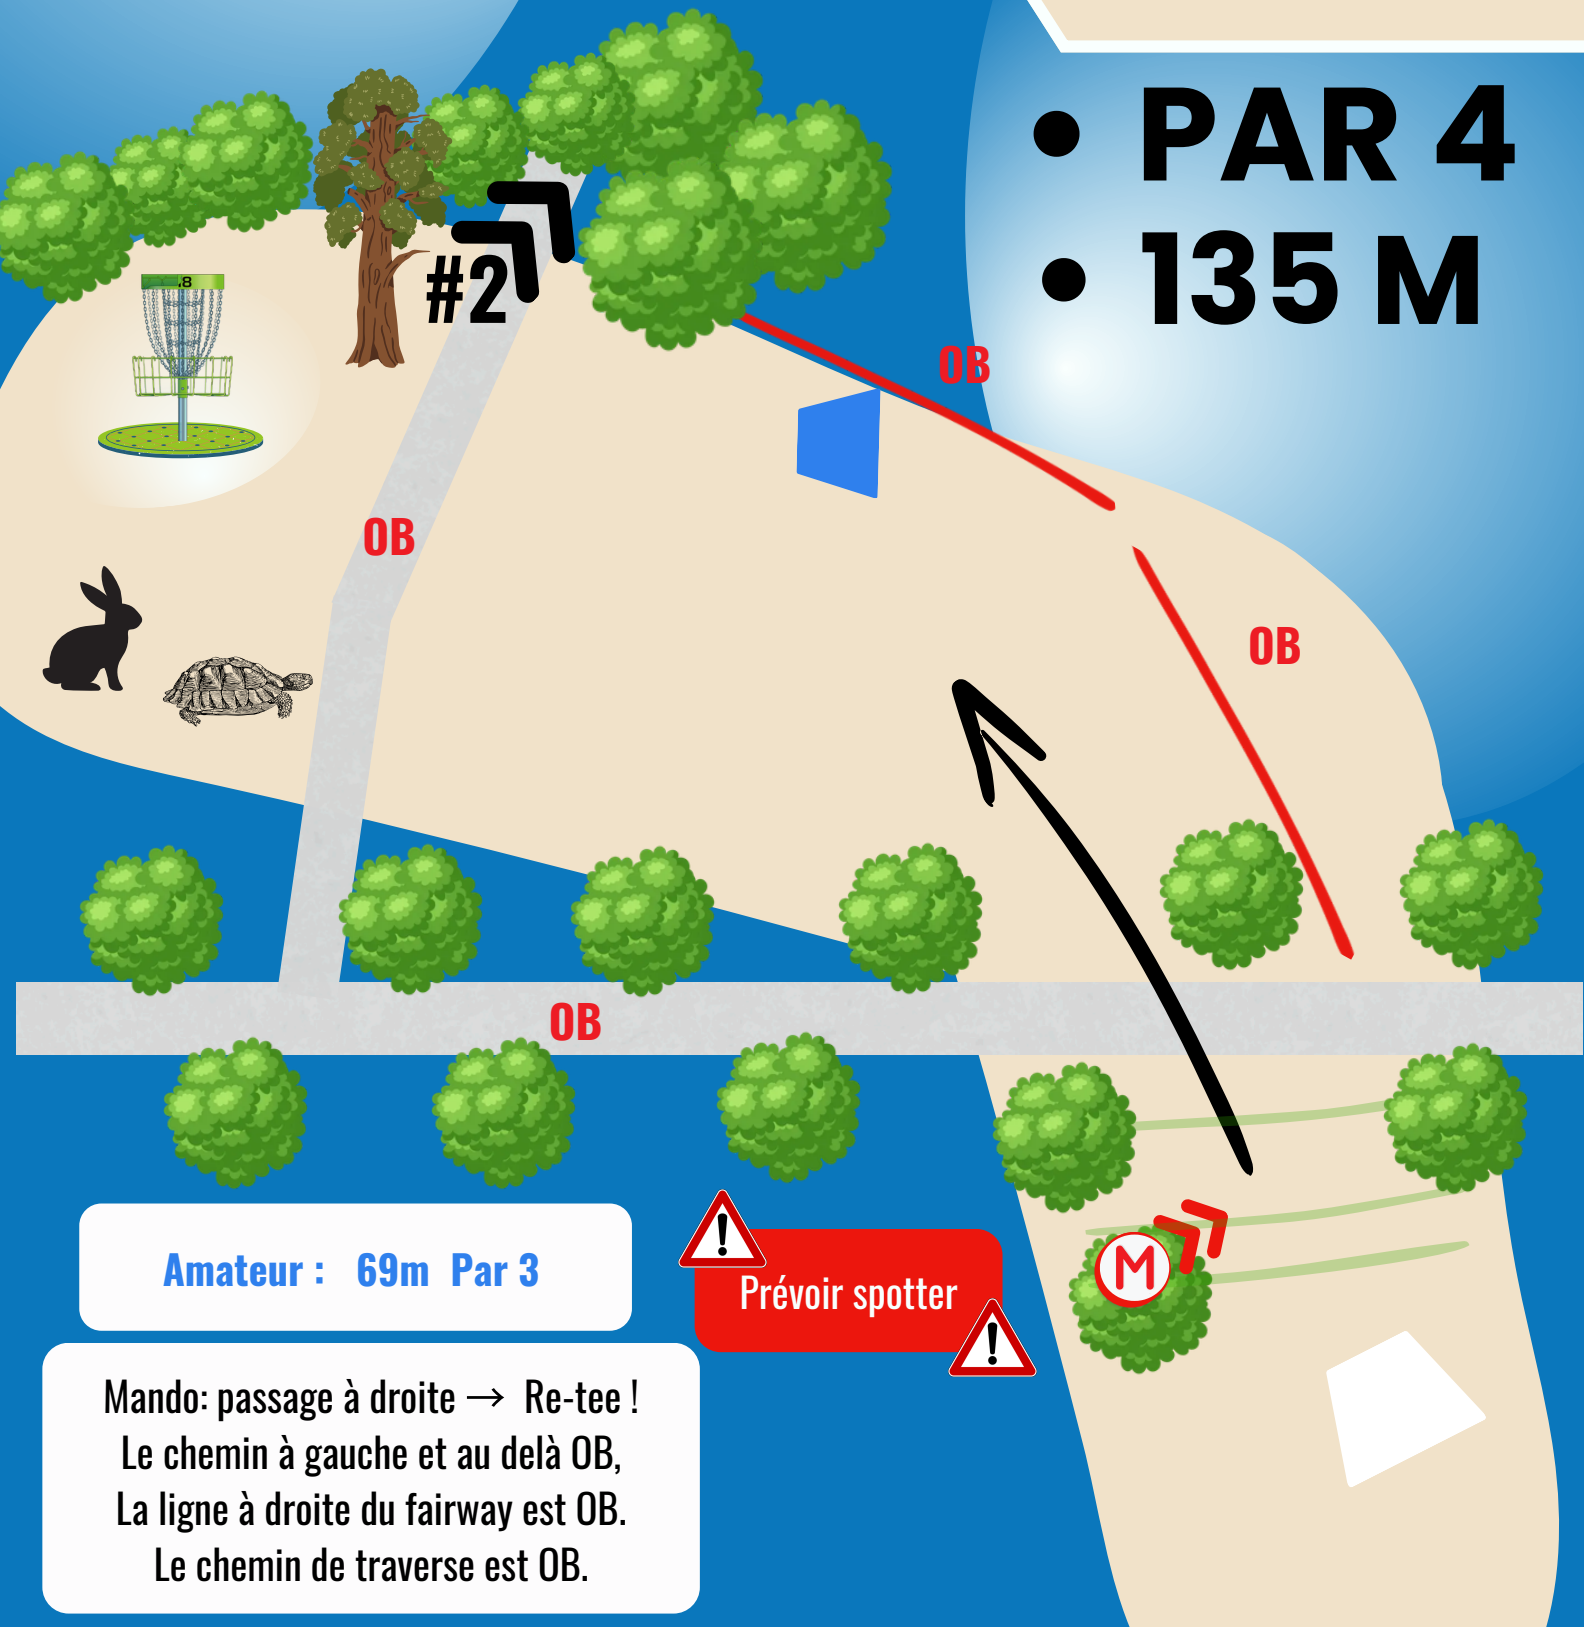 PAR 4
135 M
.8
#2
OB
OB
OB
OB
M
Amateur : 69m Par 3
Prévoir spotter
Mando: passage à droite → Re-tee !
Le chemin à gauche et au delà OB,
La ligne à droite du fairway est OB.
Le chemin de traverse est OB.